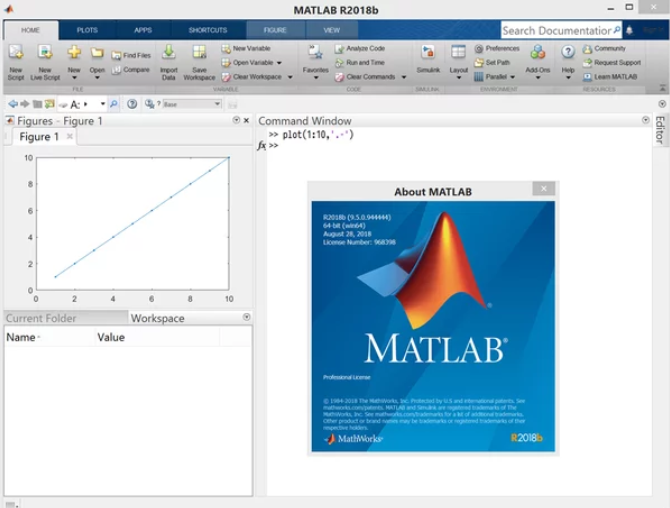 MATLAB R2018b
HOME PLOTS APPS SHORTCUTS FIGURE VIEW
Search Documentation
New Script
New Live Script
New
Open
Find Files
Compare
Import Data
Save Workspace
New Variable
Open Variable
Clear Workspace
Favorites
Analyze Code
Run and Time
Clear Commands
Simulink
Layout
Preferences
Set Path
Parallel
Add-Ons
Help
Community
Request Support
Learn MATLAB
FILE VARIABLE CODE SIMULINK ENVIRONMENT RESOURCES
A:
Base
Figures - Figure 1
Figure 1
10
8
6
4
2
0
0 2 4 6 8 10
Current Folder Workspace
Name Value
Command Window
>> plot(1:10,'.-')
fx >>
Editor
About MATLAB
R2018b (9.5.0.944444)
64-bit (win64)
August 28, 2018
License Number: 968398
MATLAB®
Professional License
© 1984-2018 The MathWorks, Inc. Protected by U.S and international patents. See
mathworks.com/patents. MATLAB and Simulink are registered trademarks of The
MathWorks, Inc. See mathworks.com/trademarks for a list of additional trademarks.
Other product or brand names may be trademarks or registered trademarks of their
respective holders.
MathWorks®
R2018b